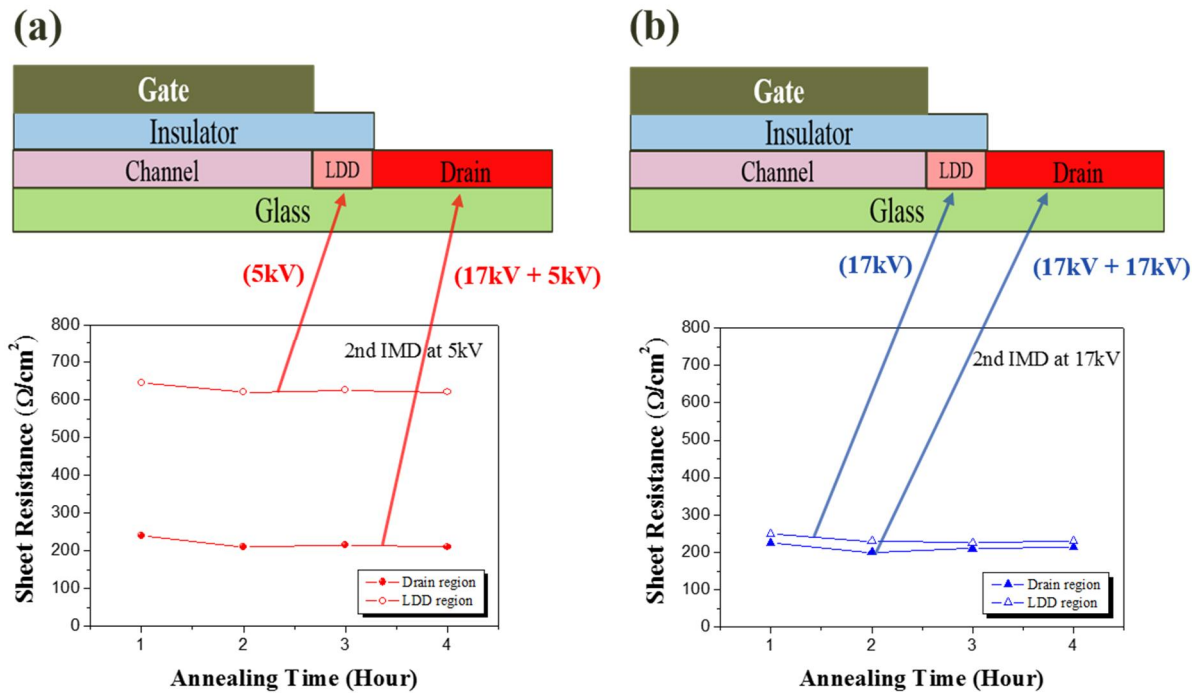 (a)
Gate
Insulator
Channel
LDD
Drain
Glass
(5kV)
(17kV + 5kV)
2nd IMD at 5kV
Sheet Resistance (Ω/cm²)
800
700
600
500
400
300
200
100
0
Drain region
LDD region
1 2 3 4
Annealing Time (Hour)
(b)
Gate
Insulator
Channel
LDD
Drain
Glass
(17kV)
(17kV + 17kV)
2nd IMD at 17kV
Sheet Resistance (Ω/cm²)
800
700
600
500
400
300
200
100
0
Drain region
LDD region
1 2 3 4
Annealing Time (Hour)